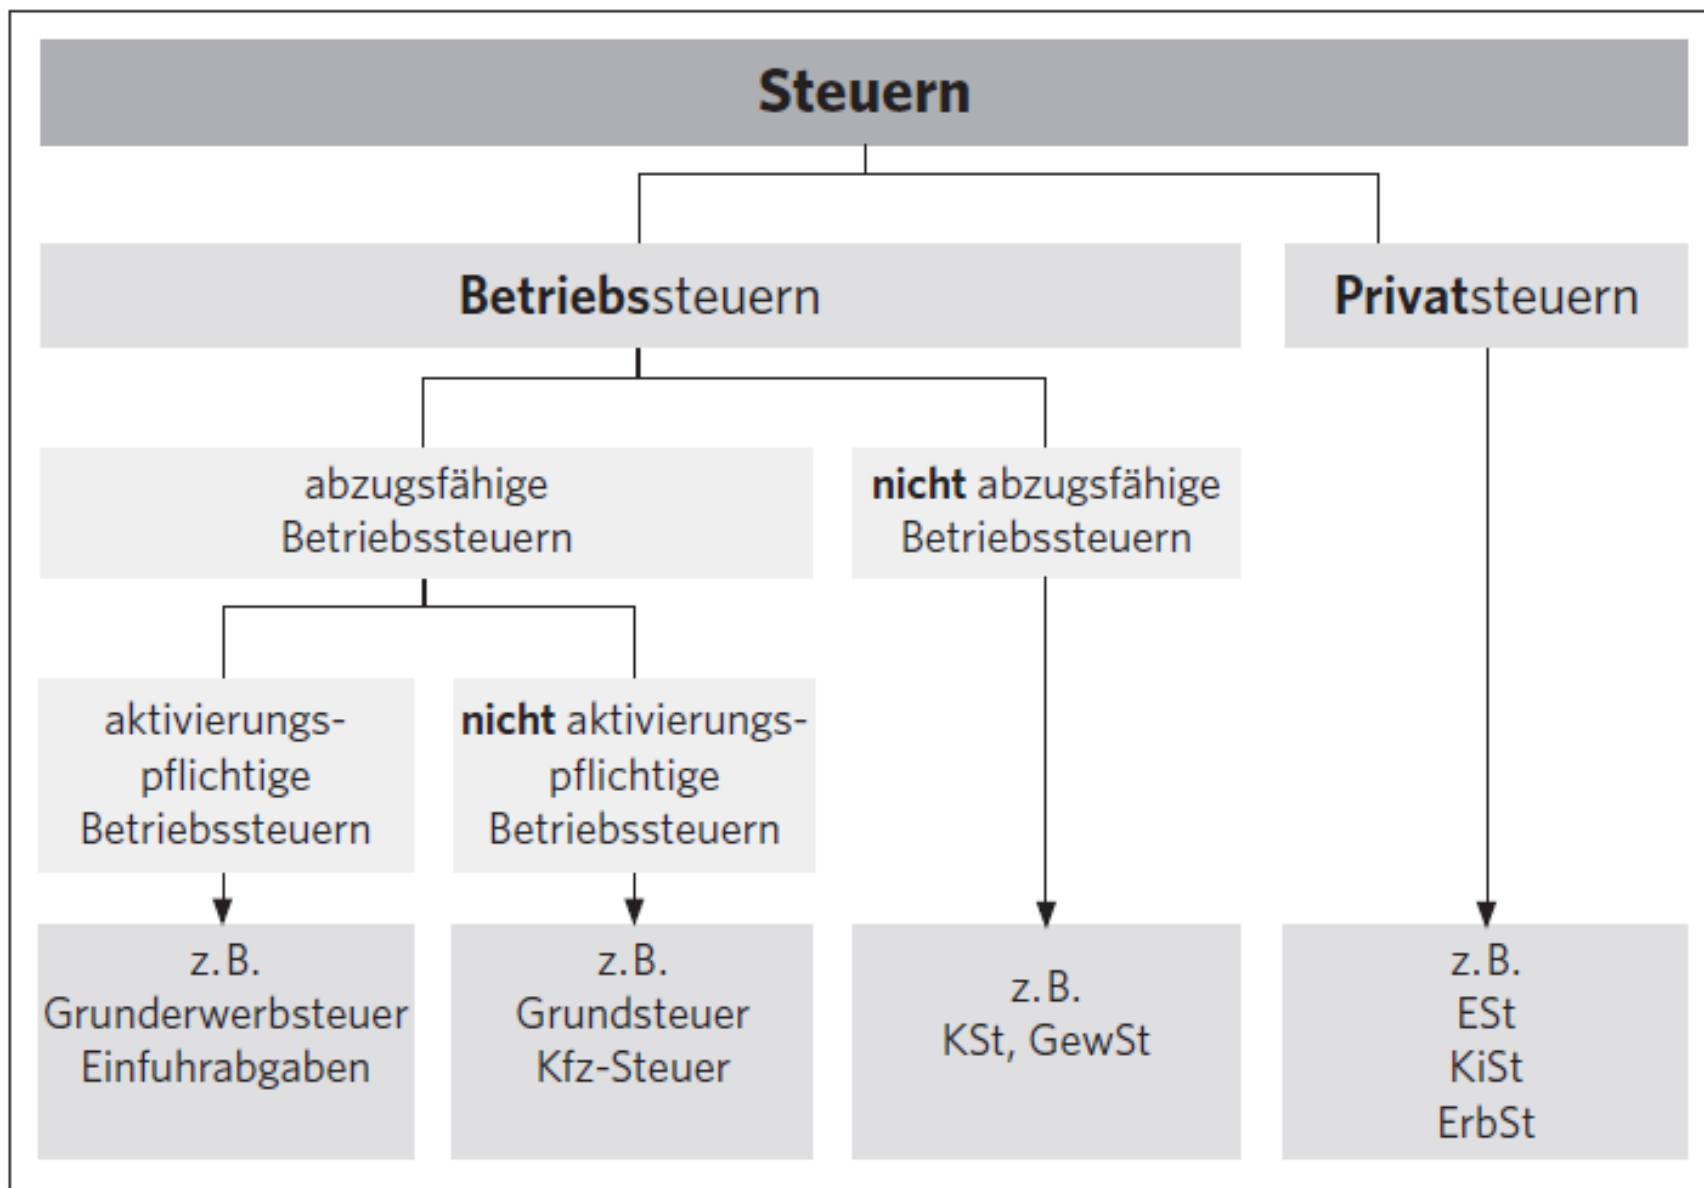 Steuern
Betriebssteuern
Privatsteuern
abzugsfähige
Betriebssteuern
nicht abzugsfähige
Betriebssteuern
aktivierungs-
pflichtige
Betriebssteuern
nicht aktivierungs-
pflichtige
Betriebssteuern
z. B.
Grunderwerbsteuer
Einfuhrabgaben
z. B.
Grundsteuer
Kfz-Steuer
z. B.
KSt, GewSt
z. B.
ESt
KiSt
ErbSt